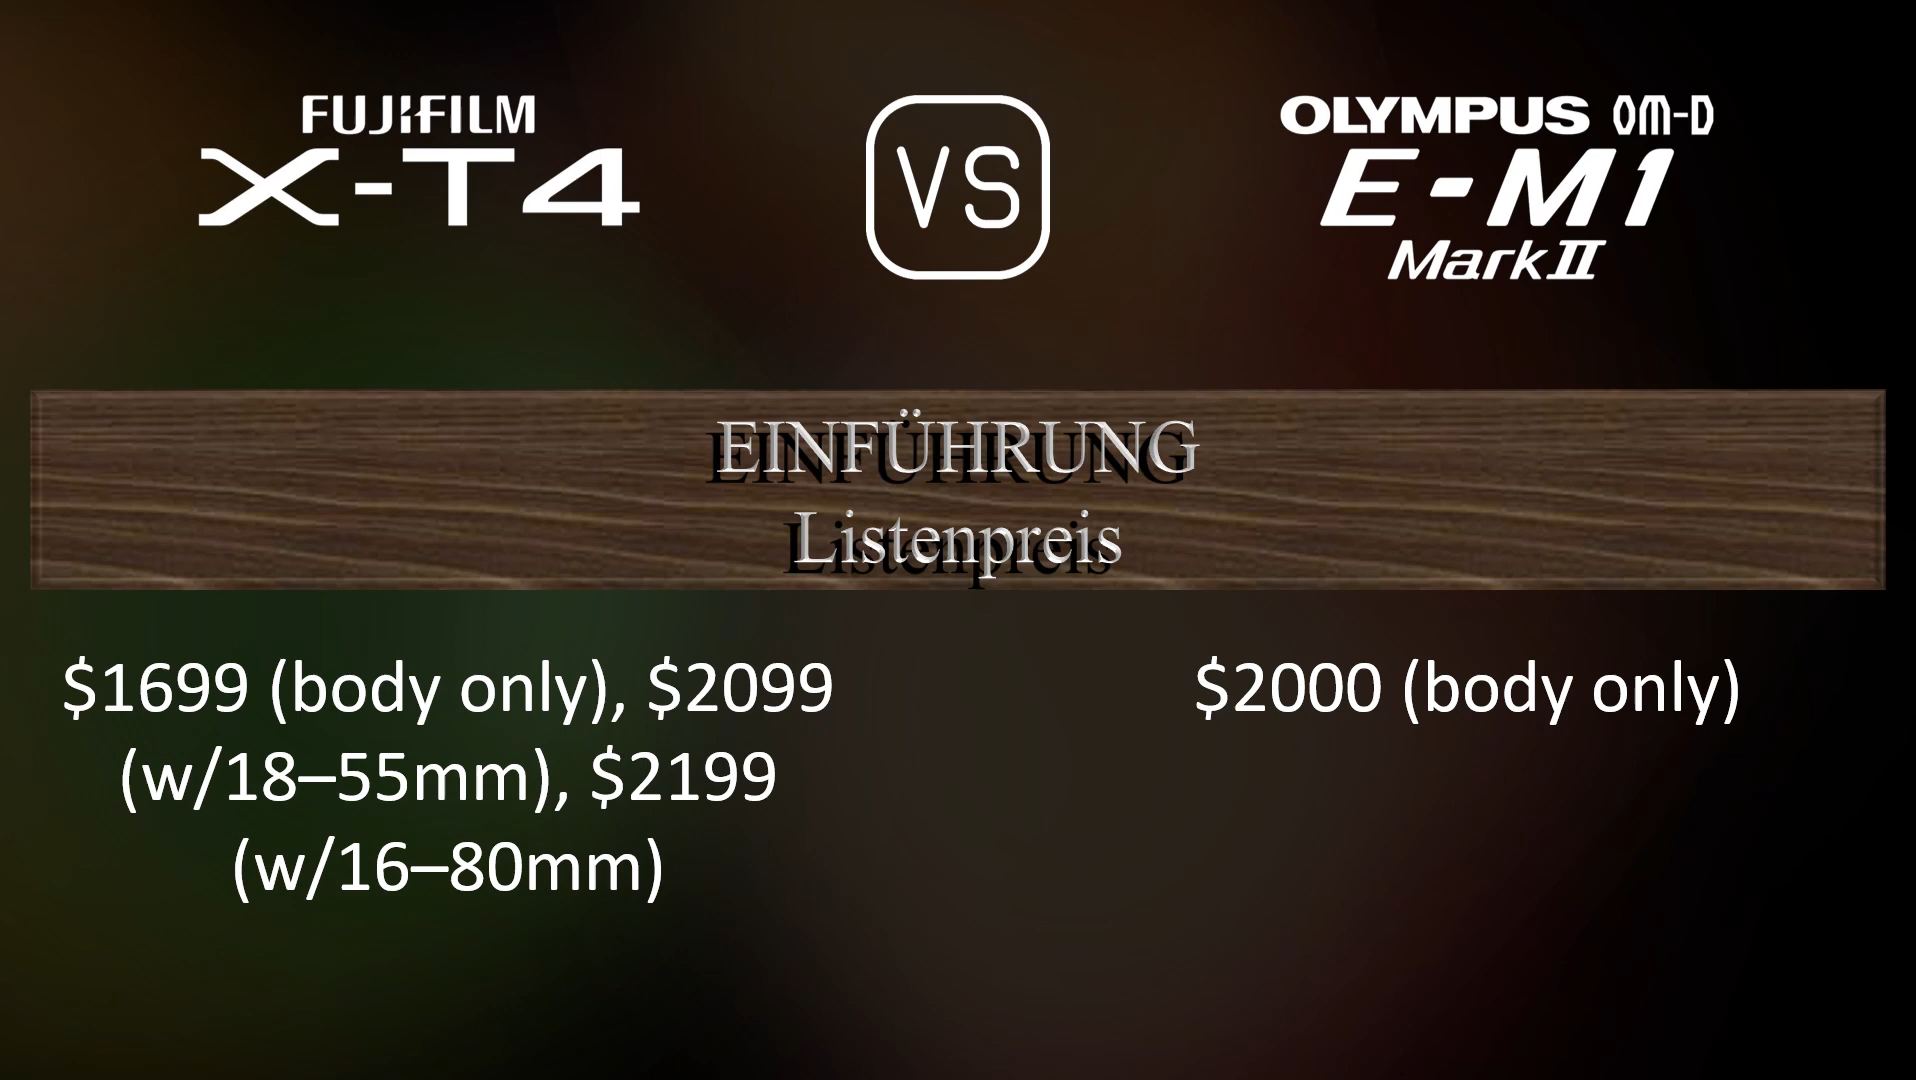 FUJIFILM
X-T4
VS
OLYMPUS OM-D
E-M1
Mark II
EINFÜHRUNG
Listenpreis
$1699 (body only), $2099
(w/18–55mm), $2199
(w/16–80mm)
$2000 (body only)